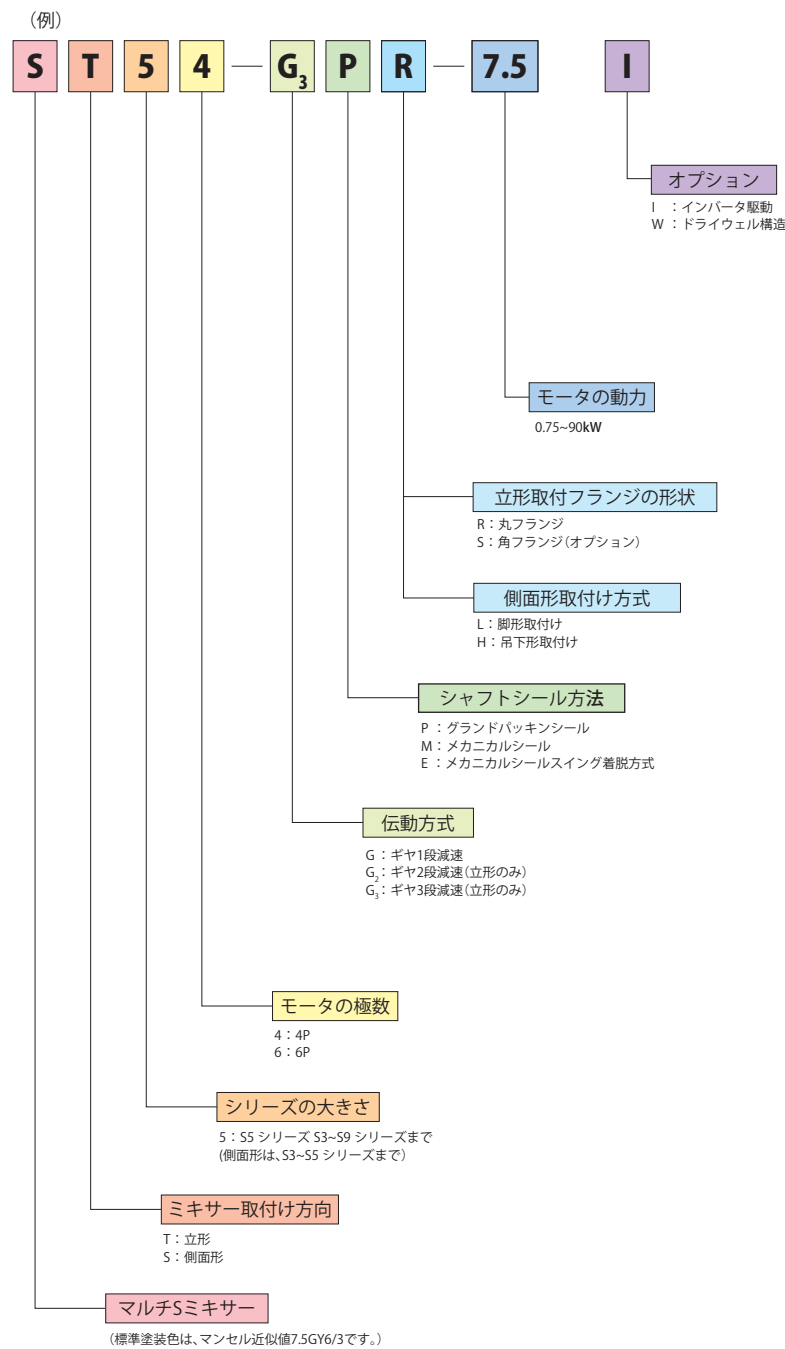 （例）
S T 5 4 — G₃ P R — 7.5 I
オプション
I ：インバータ駆動
W ：ドライウェル構造
モータの動力
0.75~90kW
立形取付フランジの形状
R：丸フランジ
S：角フランジ（オプション）
側面形取付け方式
L：脚形取付け
H：吊下形取付け
シャフトシール方法
P ：グランドパッキンシール
M：メカニカルシール
E ：メカニカルシールスイング着脱方式
伝動方式
G ：ギヤ1段減速
G₂：ギヤ2段減速（立形のみ）
G₃：ギヤ3段減速（立形のみ）
モータの極数
4：4P
6：6P
シリーズの大きさ
5：S5 シリーズ S3~S9 シリーズまで
(側面形は、S3~S5 シリーズまで）
ミキサー取付け方向
T：立形
S：側面形
マルチSミキサー
（標準塗装色は、マンセル近似値7.5GY6/3です。）